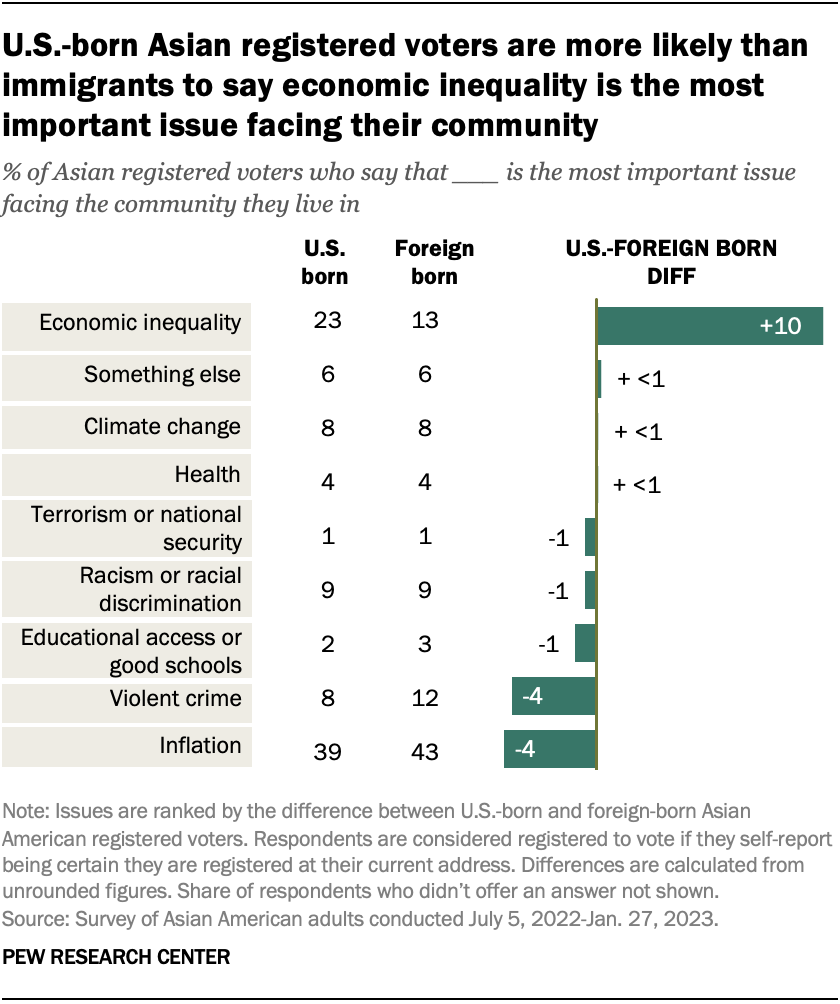 U.S.-born Asian registered voters are more likely than
immigrants to say economic inequality is the most
important issue facing their community
% of Asian registered voters who say that ___ is the most important issue
facing the community they live in
U.S. born Foreign born U.S.-FOREIGN BORN DIFF
Economic inequality 23 13 +10
Something else 6 6 + <1
Climate change 8 8 + <1
Health 4 4 + <1
Terrorism or national security 1 1 -1
Racism or racial discrimination 9 9 -1
Educational access or good schools 2 3 -1
Violent crime 8 12 -4
Inflation 39 43 -4
Note: Issues are ranked by the difference between U.S.-born and foreign-born Asian
American registered voters. Respondents are considered registered to vote if they self-report
being certain they are registered at their current address. Differences are calculated from
unrounded figures. Share of respondents who didn’t offer an answer not shown.
Source: Survey of Asian American adults conducted July 5, 2022-Jan. 27, 2023.
PEW RESEARCH CENTER